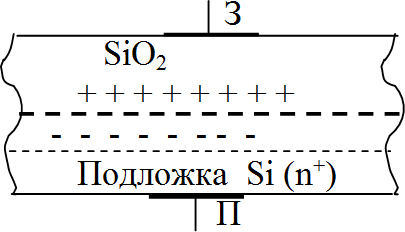 З
SiO₂
+ + + + + + + +
- - - - - - - -
Подложка Si (n⁺)
П